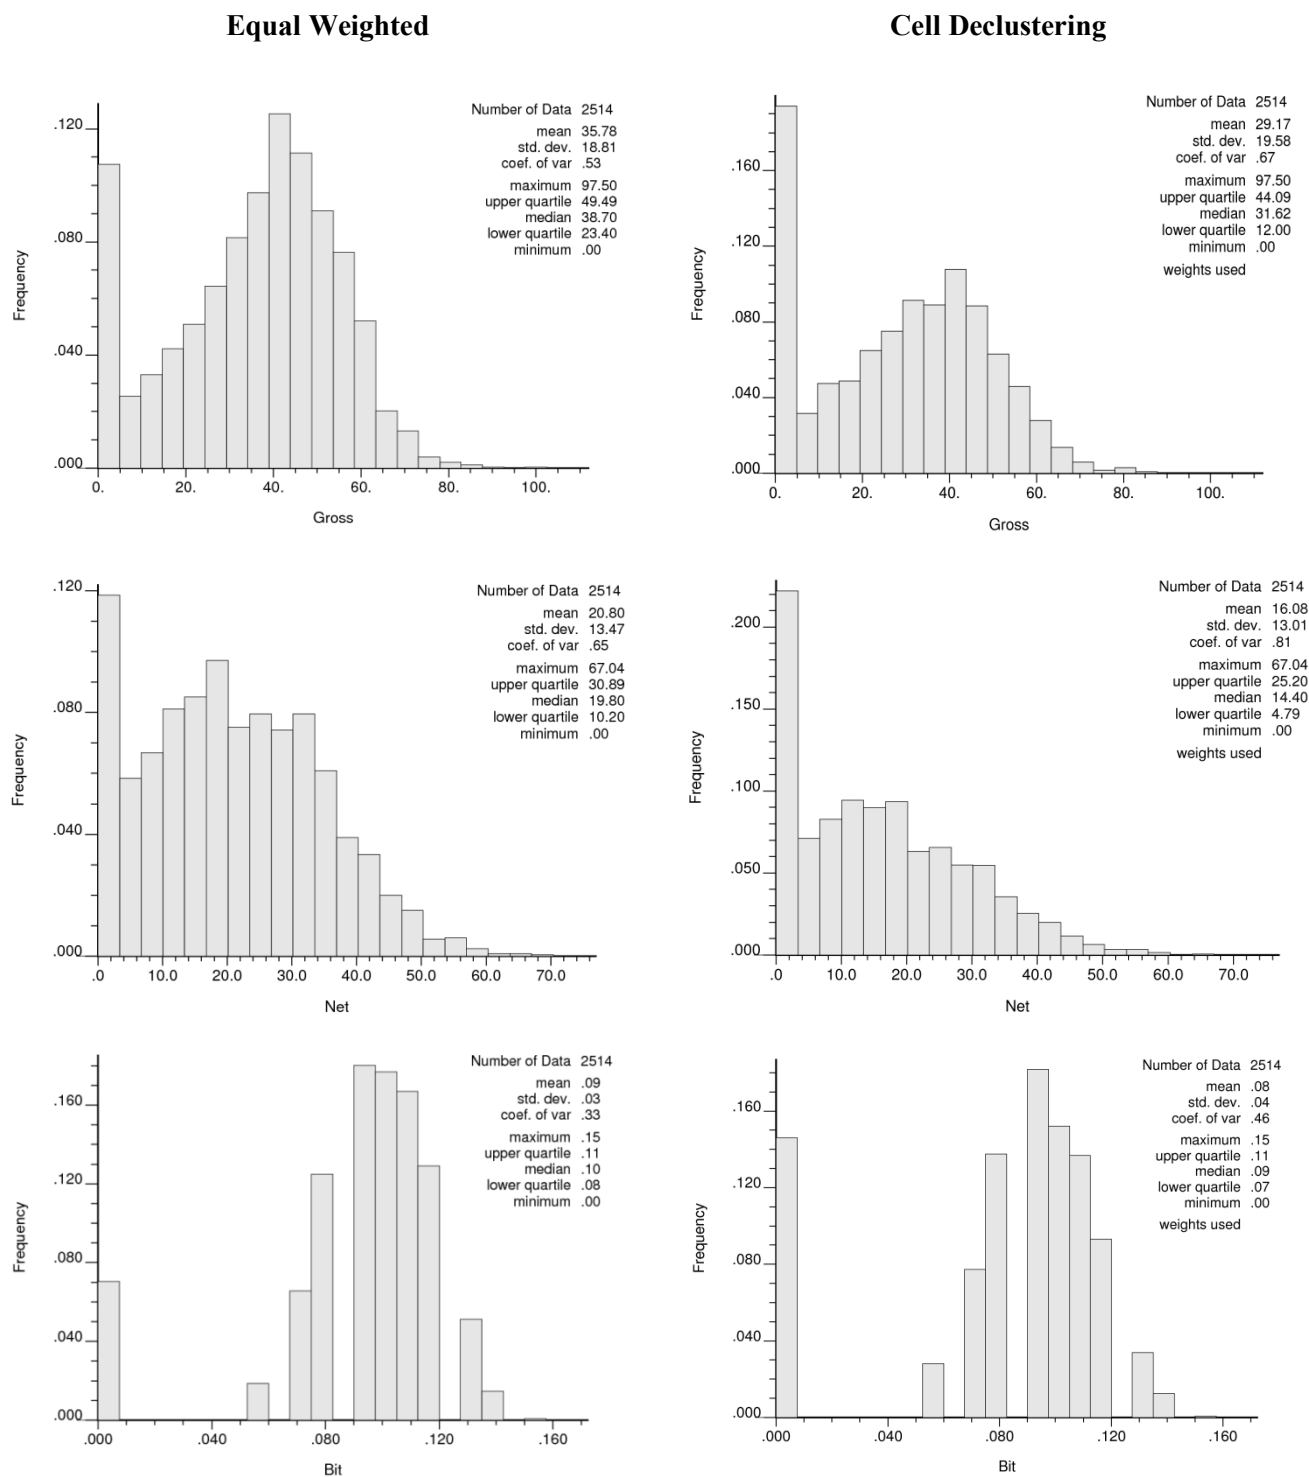 Equal Weighted
Cell Declustering
Number of Data 2514
mean 35.78
std. dev. 18.81
coef. of var .53
maximum 97.50
upper quartile 49.49
median 38.70
lower quartile 23.40
minimum .00
.120
.080
.040
.000
Frequency
0. 20. 40. 60. 80. 100.
Gross
Number of Data 2514
mean 29.17
std. dev. 19.58
coef. of var .67
maximum 97.50
upper quartile 44.09
median 31.62
lower quartile 12.00
minimum .00
weights used
.160
.120
.080
.040
.000
Frequency
0. 20. 40. 60. 80. 100.
Gross
Number of Data 2514
mean 20.80
std. dev. 13.47
coef. of var .65
maximum 67.04
upper quartile 30.89
median 19.80
lower quartile 10.20
minimum .00
.120
.080
.040
.000
Frequency
.0 10.0 20.0 30.0 40.0 50.0 60.0 70.0
Net
Number of Data 2514
mean 16.08
std. dev. 13.01
coef. of var .81
maximum 67.04
upper quartile 25.20
median 14.40
lower quartile 4.79
minimum .00
weights used
.200
.150
.100
.050
.000
Frequency
.0 10.0 20.0 30.0 40.0 50.0 60.0 70.0
Net
Number of Data 2514
mean .09
std. dev. .03
coef. of var .33
maximum .15
upper quartile .11
median .10
lower quartile .08
minimum .00
.160
.120
.080
.040
.000
Frequency
.000 .040 .080 .120 .160
Bit
Number of Data 2514
mean .08
std. dev. .04
coef. of var .46
maximum .15
upper quartile .11
median .09
lower quartile .07
minimum .00
weights used
.160
.120
.080
.040
.000
Frequency
.000 .040 .080 .120 .160
Bit